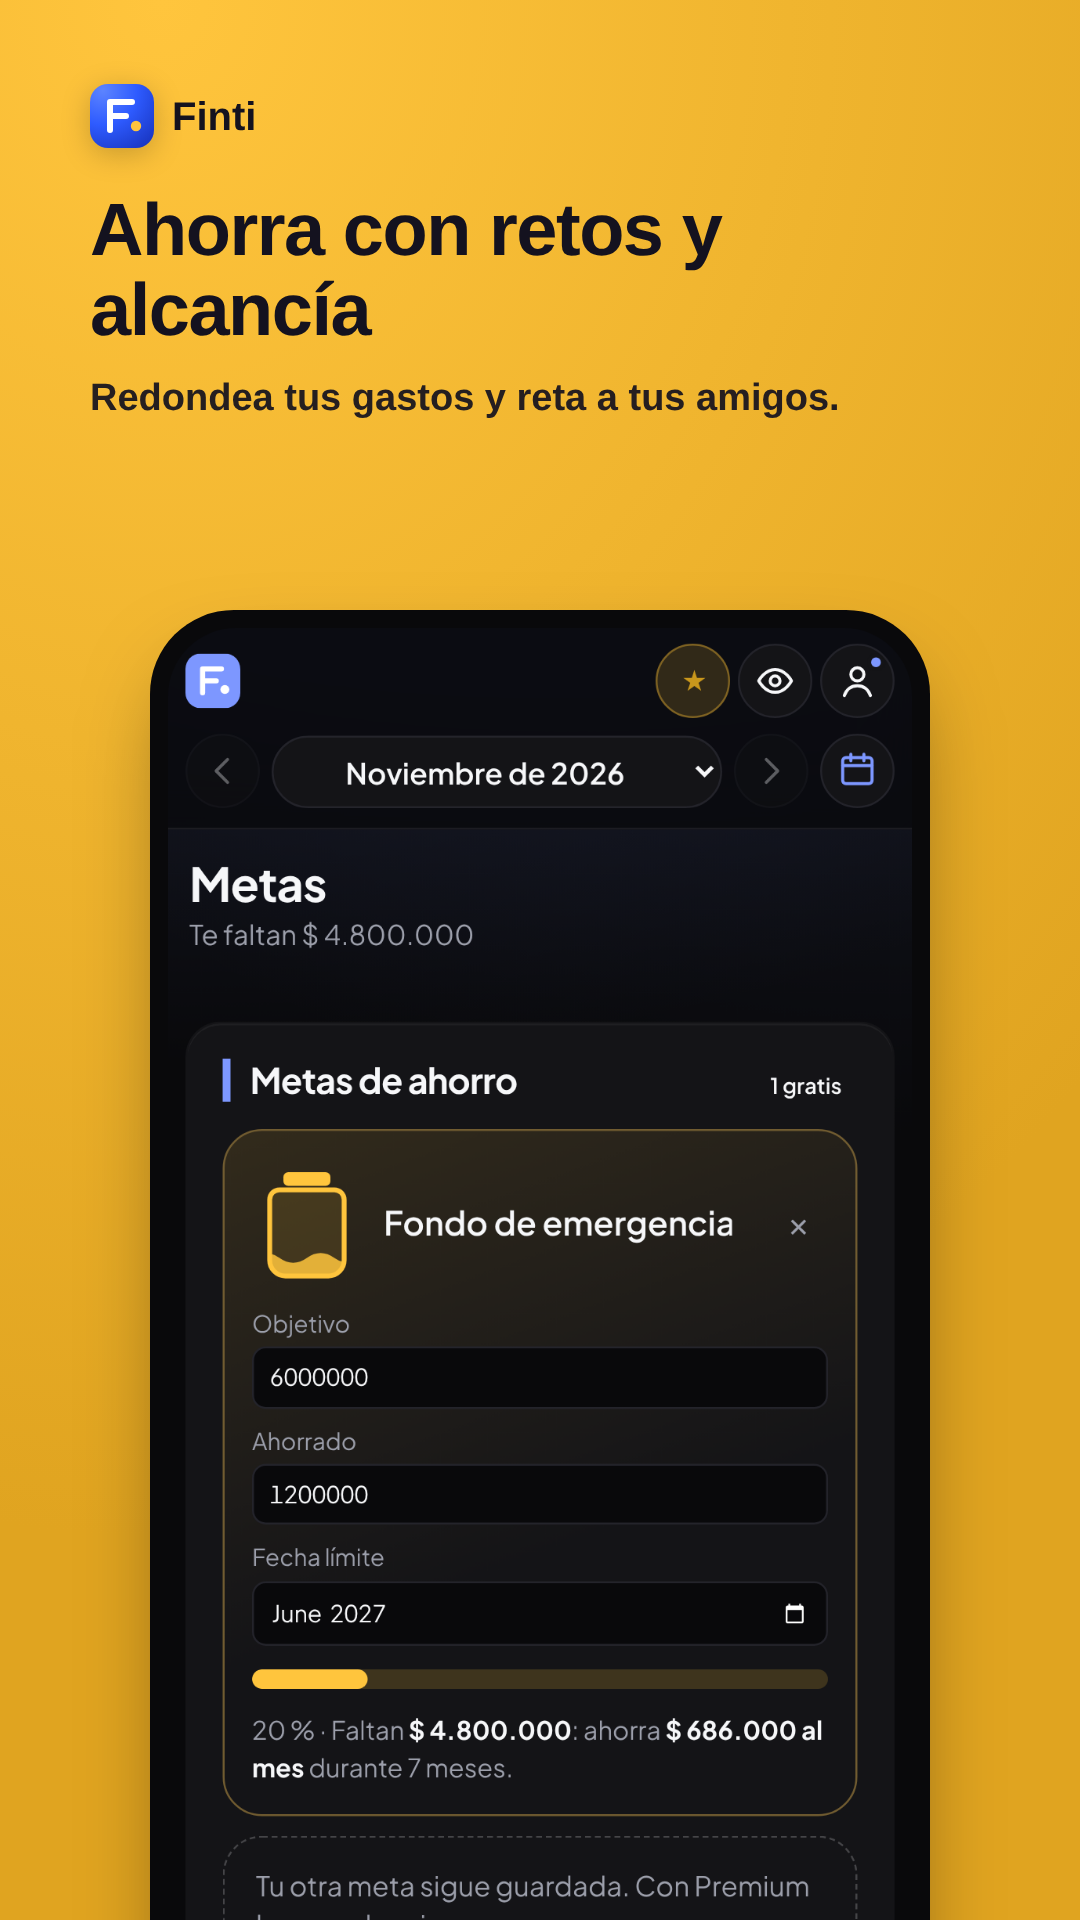 F.
Finti
Ahorra con retos y
alcancía
Redondea tus gastos y reta a tus amigos.
F.
Noviembre de 2026
Metas
Te faltan $ 4.800.000
Metas de ahorro
1 gratis
Fondo de emergencia
Objetivo
6000000
Ahorrado
1200000
Fecha límite
June 2027
20 % · Faltan $ 4.800.000: ahorra $ 686.000 al
mes durante 7 meses.
Tu otra meta sigue guardada. Con Premium